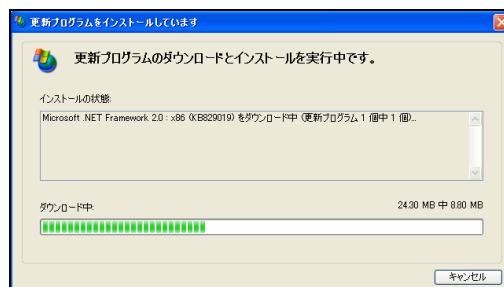 更新プログラムをインストールしています
更新プログラムのダウンロードとインストールを実行中です。
インストールの状態:
Microsoft .NET Framework 2.0 : x86 (KB829019) をダウンロード中 (更新プログラム 1 個中 1 個)...
ダウンロード中:
24.30 MB 中 8.80 MB
キャンセル